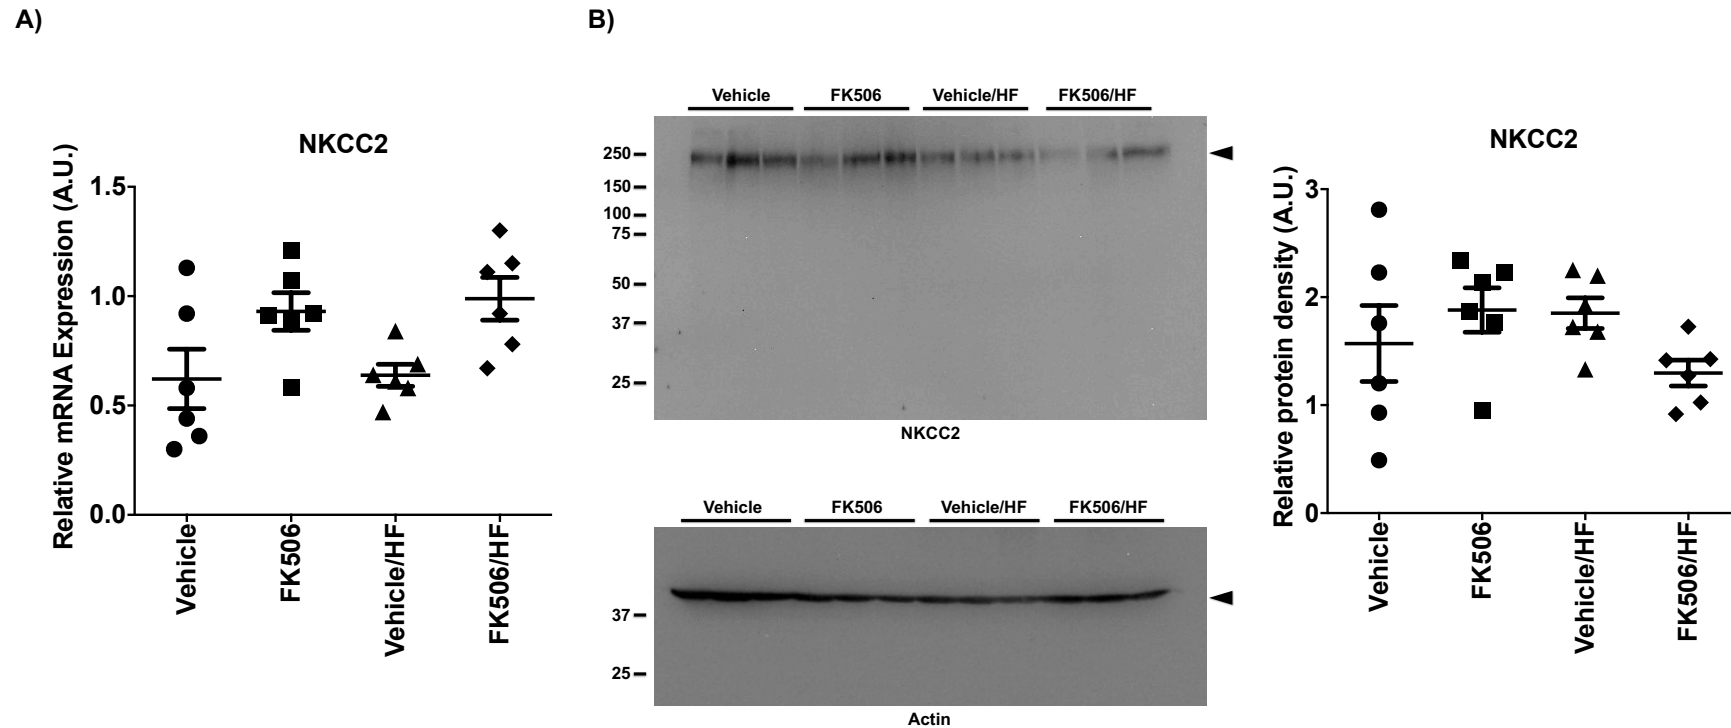 A)
NKCC2
Relative mRNA Expression (A.U.)
1.5
1.0
0.5
0.0
Vehicle
FK506
Vehicle/HF
FK506/HF
B)
Vehicle FK506 Vehicle/HF FK506/HF
250
150
100
75
50
37
25
NKCC2
Vehicle FK506 Vehicle/HF FK506/HF
37
25
Actin
NKCC2
Relative protein density (A.U.)
3
2
1
0
Vehicle
FK506
Vehicle/HF
FK506/HF